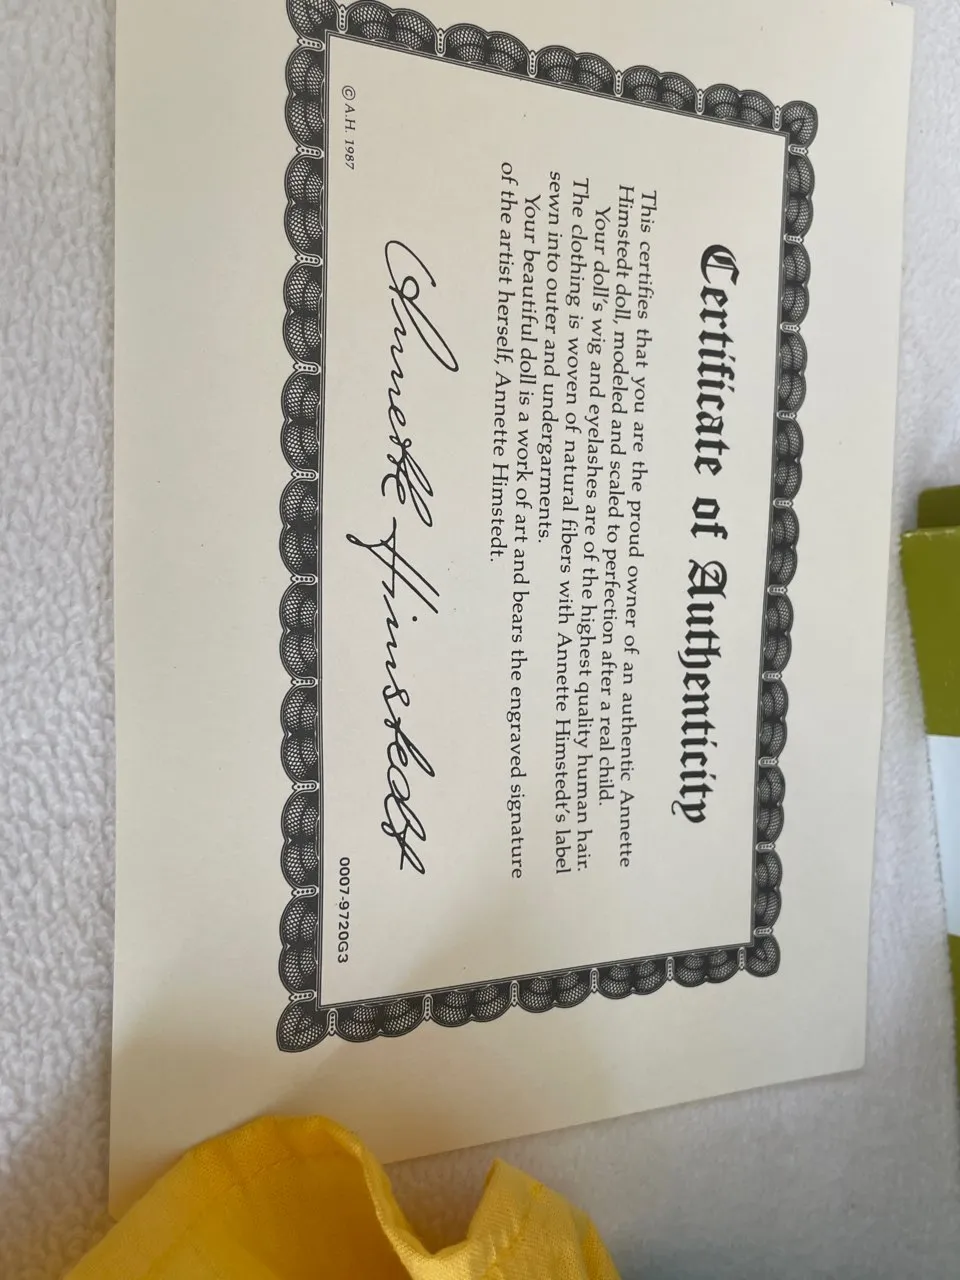 Certificate of Authenticity
This certifies that you are the proud owner of an authentic Annette
Himstedt doll, modeled and scaled to perfection after a real child.
Your doll's wig and eyelashes are of the highest quality human hair.
The clothing is woven of natural fibers with Annette Himstedt's label
sewn into outer and undergarments.
Your beautiful doll is a work of art and bears the engraved signature
of the artist herself, Annette Himstedt.
Annette Himstedt
© A.H. 1987
0007-9720G3